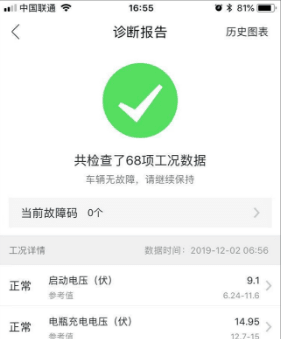 中国联通 16:55 81%
诊断报告 历史图表
共检查了68项工况数据
车辆无故障，请继续保持
当前故障码 0个
工况详情 数据时间：2019-12-02 06:56
正常 启动电压（伏） 9.1
参考值 6.24-11.6
正常 电瓶充电电压（伏） 14.95
参考值 12.7-15